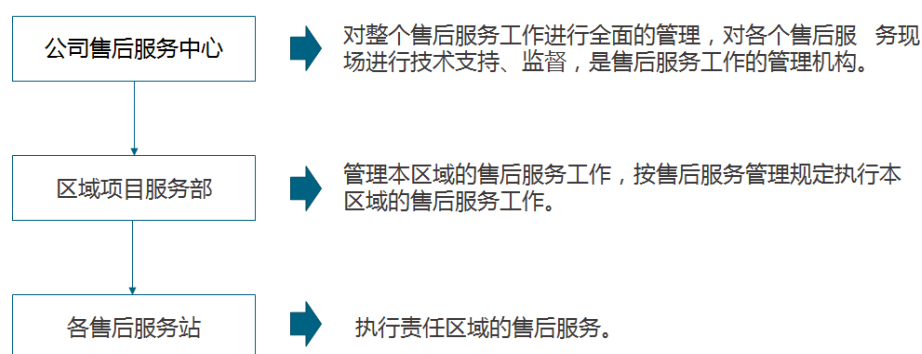 公司售后服务中心
对整个售后服务工作进行全面的管理，对各个售后服 务现
场进行技术支持、监督，是售后服务工作的管理机构。
区域项目服务部
管理本区域的售后服务工作，按售后服务管理规定执行本
区域的售后服务工作。
各售后服务站
执行责任区域的售后服务。